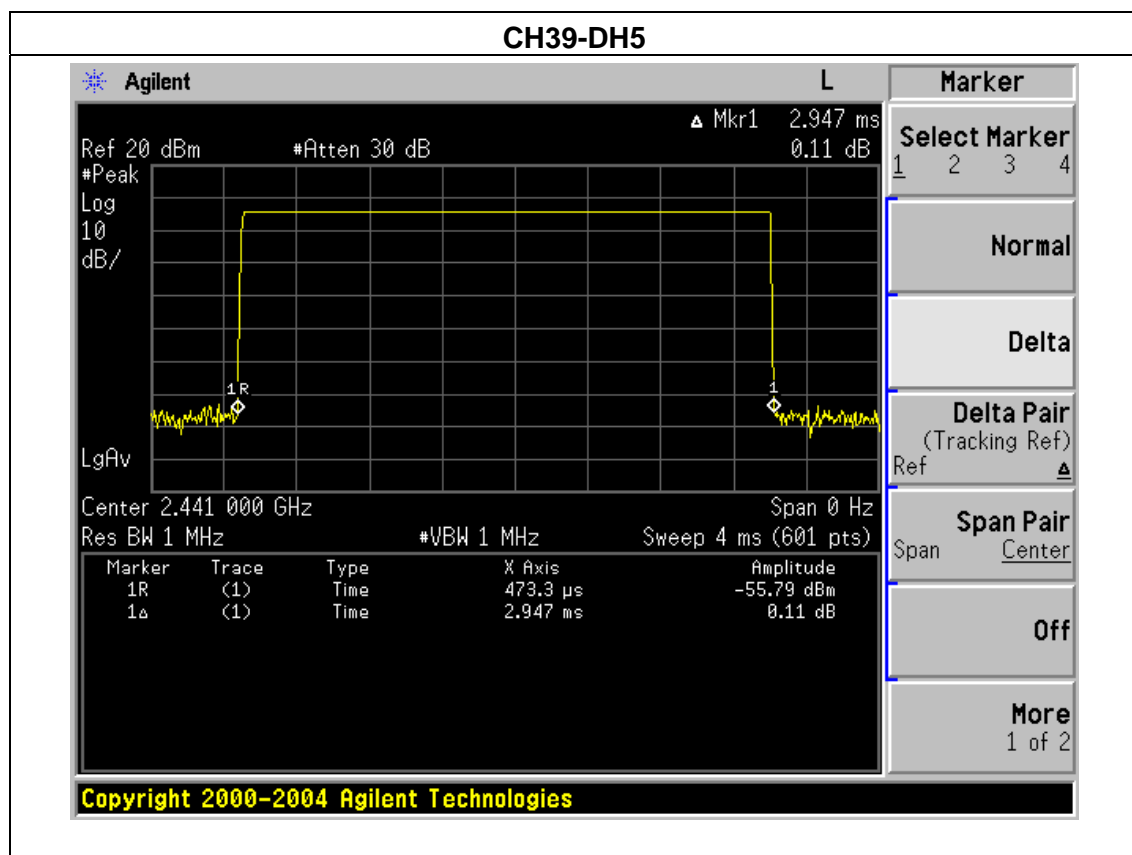 CH39-DH5
Agilent L
Δ Mkr1 2.947 ms
Ref 20 dBm #Atten 30 dB 0.11 dB
#Peak
Log
10
dB/
1R 1
LgAv
Center 2.441 000 GHz Span 0 Hz
Res BW 1 MHz #VBW 1 MHz Sweep 4 ms (601 pts)
Marker Trace Type X Axis Amplitude
1R (1) Time 473.3 µs -55.79 dBm
1Δ (1) Time 2.947 ms 0.11 dB
Marker
Select Marker
1 2 3 4
Normal
Delta
Delta Pair
(Tracking Ref)
Ref Δ
Span Pair
Span Center
Off
More
1 of 2
Copyright 2000-2004 Agilent Technologies